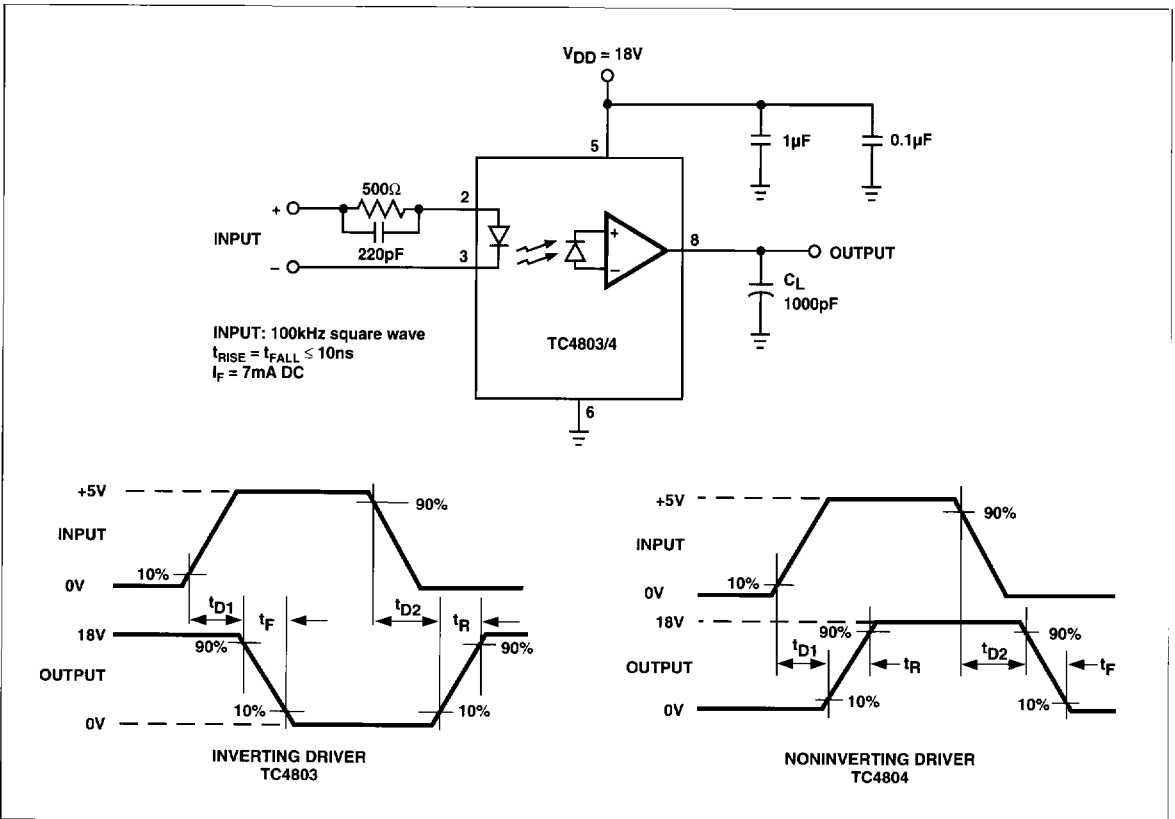 VDD = 18V
5
1µF
0.1µF
500Ω
2
+
INPUT
220pF
3
–
+
–
8
OUTPUT
CL
1000pF
TC4803/4
6
INPUT: 100kHz square wave
tRISE = tFALL ≤ 10ns
IF = 7mA DC
+5V
90%
INPUT
10%
0V
tD1
tF
tD2
tR
18V
90%
90%
OUTPUT
10%
10%
0V
INVERTING DRIVER
TC4803
+5V
90%
INPUT
10%
0V
18V
90%
90%
tD1
tR
tD2
tF
OUTPUT
10%
10%
0V
NONINVERTING DRIVER
TC4804